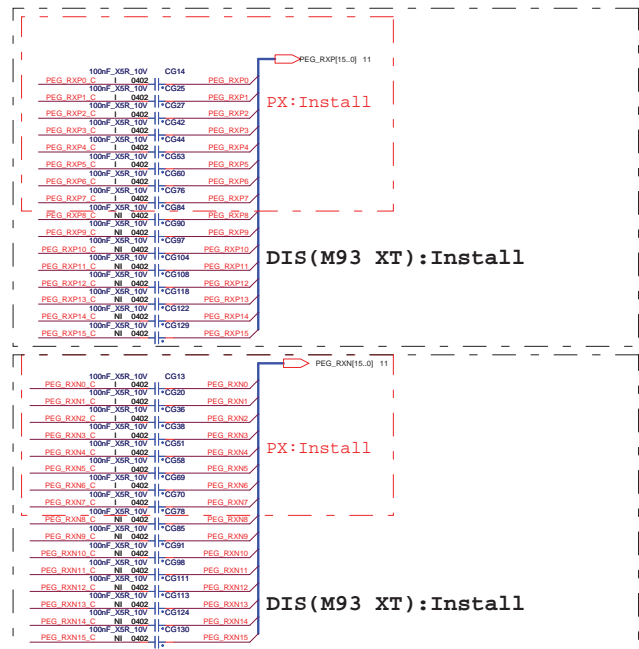 PEG_RXP[15..0] 11
100nF_X5R_10V CG14
PEG_RXP0_C I 0402 PEG_RXP0
100nF_X5R_10V CG25
PEG_RXP1_C I 0402 PEG_RXP1
PX:Install
100nF_X5R_10V CG27
PEG_RXP2_C I 0402 PEG_RXP2
100nF_X5R_10V CG42
PEG_RXP3_C I 0402 PEG_RXP3
100nF_X5R_10V CG44
PEG_RXP4_C I 0402 PEG_RXP4
100nF_X5R_10V CG53
PEG_RXP5_C I 0402 PEG_RXP5
100nF_X5R_10V CG60
PEG_RXP6_C I 0402 PEG_RXP6
100nF_X5R_10V CG76
PEG_RXP7_C I 0402 PEG_RXP7
100nF_X5R_10V CG84
PEG_RXP8_C NI 0402 PEG_RXP8
100nF_X5R_10V CG90
PEG_RXP9_C NI 0402 PEG_RXP9
100nF_X5R_10V CG97
PEG_RXP10_C NI 0402 PEG_RXP10
DIS(M93 XT):Install
100nF_X5R_10V CG104
PEG_RXP11_C NI 0402 PEG_RXP11
100nF_X5R_10V CG108
PEG_RXP12_C NI 0402 PEG_RXP12
100nF_X5R_10V CG118
PEG_RXP13_C NI 0402 PEG_RXP13
100nF_X5R_10V CG122
PEG_RXP14_C NI 0402 PEG_RXP14
100nF_X5R_10V CG129
PEG_RXP15_C NI 0402 PEG_RXP15
PEG_RXN[15..0] 11
100nF_X5R_10V CG13
PEG_RXN0_C I 0402 PEG_RXN0
100nF_X5R_10V CG20
PEG_RXN1_C I 0402 PEG_RXN1
100nF_X5R_10V CG36
PEG_RXN2_C I 0402 PEG_RXN2
100nF_X5R_10V CG38
PEG_RXN3_C I 0402 PEG_RXN3
PX:Install
100nF_X5R_10V CG51
PEG_RXN4_C I 0402 PEG_RXN4
100nF_X5R_10V CG58
PEG_RXN5_C I 0402 PEG_RXN5
100nF_X5R_10V CG69
PEG_RXN6_C I 0402 PEG_RXN6
100nF_X5R_10V CG70
PEG_RXN7_C I 0402 PEG_RXN7
100nF_X5R_10V CG78
PEG_RXN8_C NI 0402 PEG_RXN8
100nF_X5R_10V CG85
PEG_RXN9_C NI 0402 PEG_RXN9
100nF_X5R_10V CG91
PEG_RXN10_C NI 0402 PEG_RXN10
100nF_X5R_10V CG98
PEG_RXN11_C NI 0402 PEG_RXN11
100nF_X5R_10V CG111
PEG_RXN12_C NI 0402 PEG_RXN12
100nF_X5R_10V CG113
PEG_RXN13_C NI 0402 PEG_RXN13
DIS(M93 XT):Install
100nF_X5R_10V CG124
PEG_RXN14_C NI 0402 PEG_RXN14
100nF_X5R_10V CG130
PEG_RXN15_C NI 0402 PEG_RXN15